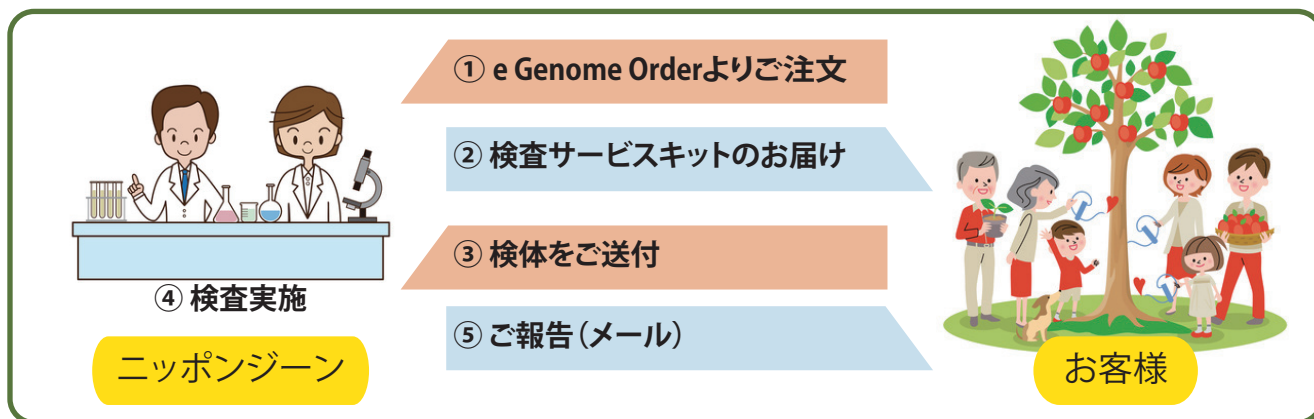 ① e Genome Orderよりご注文
② 検査サービスキットのお届け
③ 検体をご送付
④ 検査実施
⑤ ご報告（メール）
ニッポンジーン
お客様